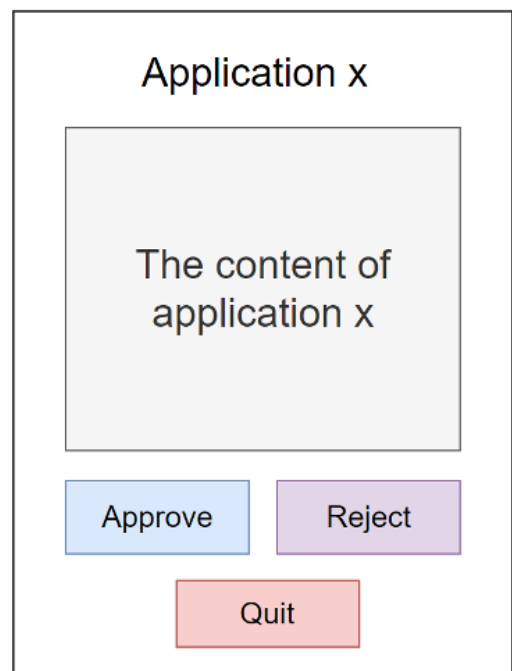 Application x
The content of
application x
Approve Reject
Quit